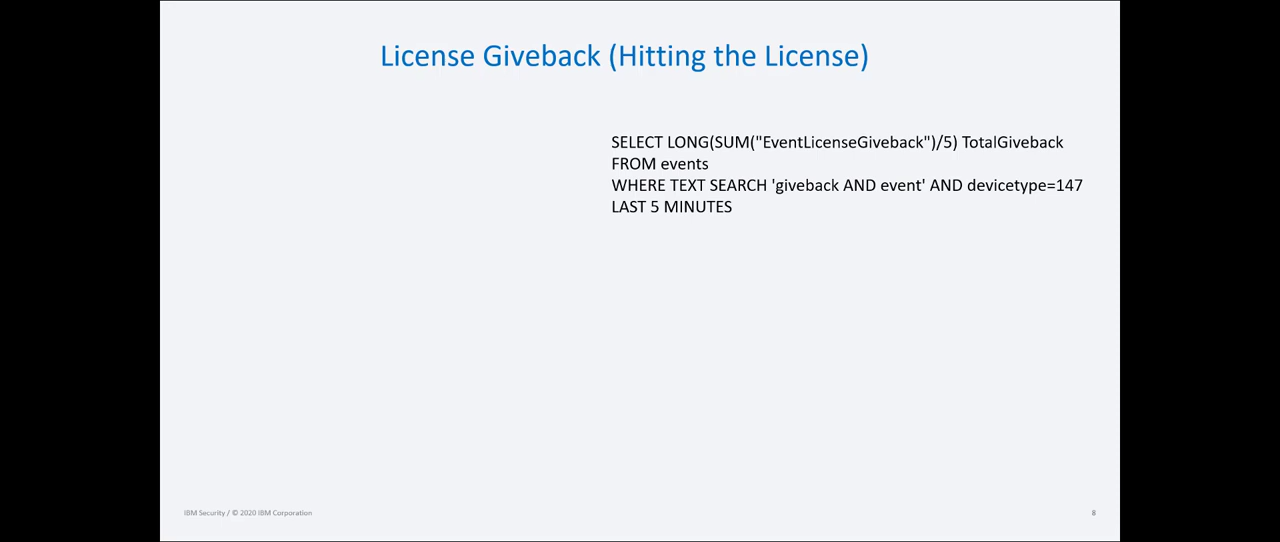 License Giveback (Hitting the License)
SELECT LONG(SUM("EventLicenseGiveback")/5) TotalGiveback
FROM events
WHERE TEXT SEARCH 'giveback AND event' AND devicetype=147
LAST 5 MINUTES
IBM Security / © 2020 IBM Corporation
8